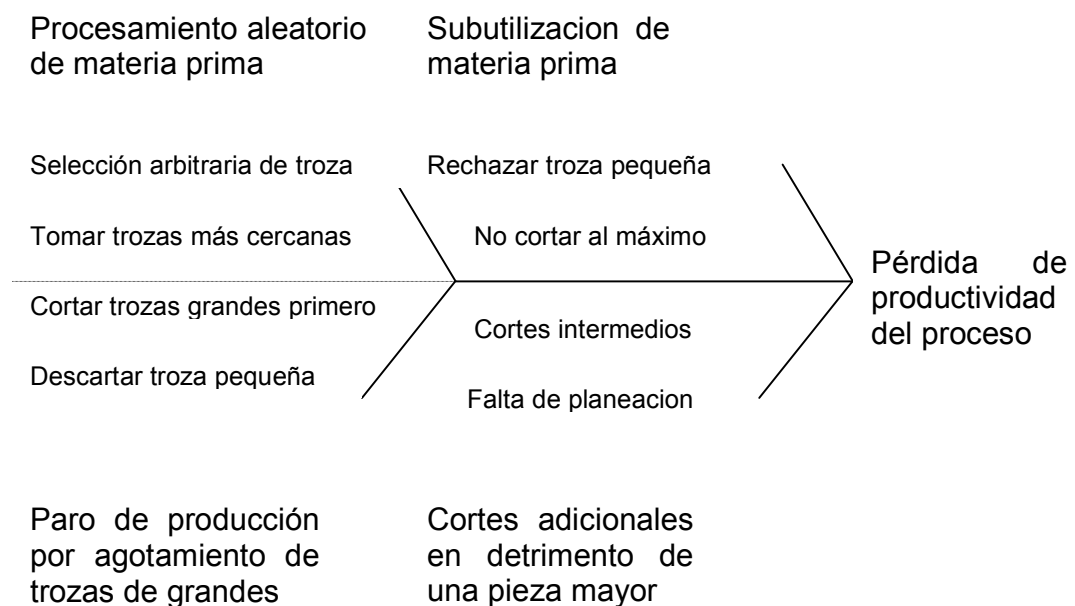 Procesamiento aleatorio
de materia prima
Subutilizacion de
materia prima
Selección arbitraria de troza
Rechazar troza pequeña
Tomar trozas más cercanas
No cortar al máximo
Pérdida de
productividad
del proceso
Cortar trozas grandes primero
Cortes intermedios
Descartar troza pequeña
Falta de planeacion
Paro de producción
por agotamiento de
trozas de grandes
Cortes adicionales
en detrimento de
una pieza mayor